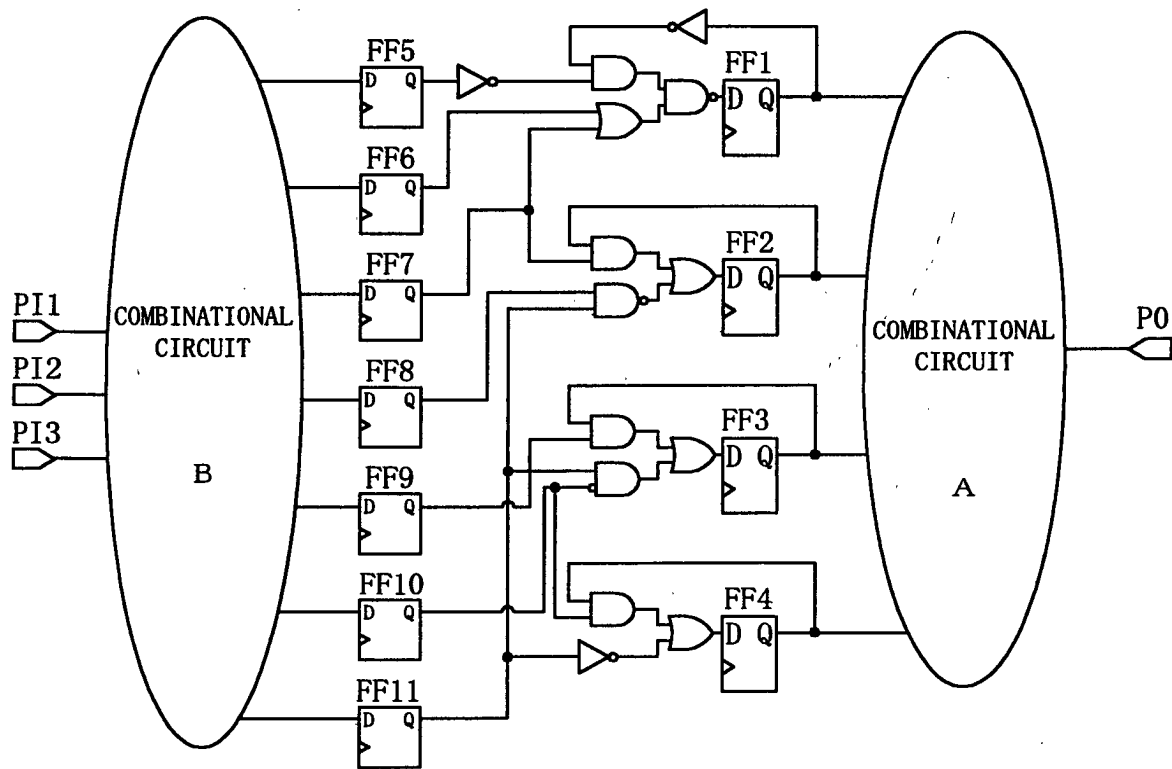 FF5
D Q
FF1
D Q
FF6
D Q
FF7
D Q
FF2
D Q
PI1
PI2
PI3
COMBINATIONAL
CIRCUIT
B
FF8
D Q
COMBINATIONAL
CIRCUIT
A
PO
FF3
D Q
FF9
D Q
FF10
D Q
FF4
D Q
FF11
D Q